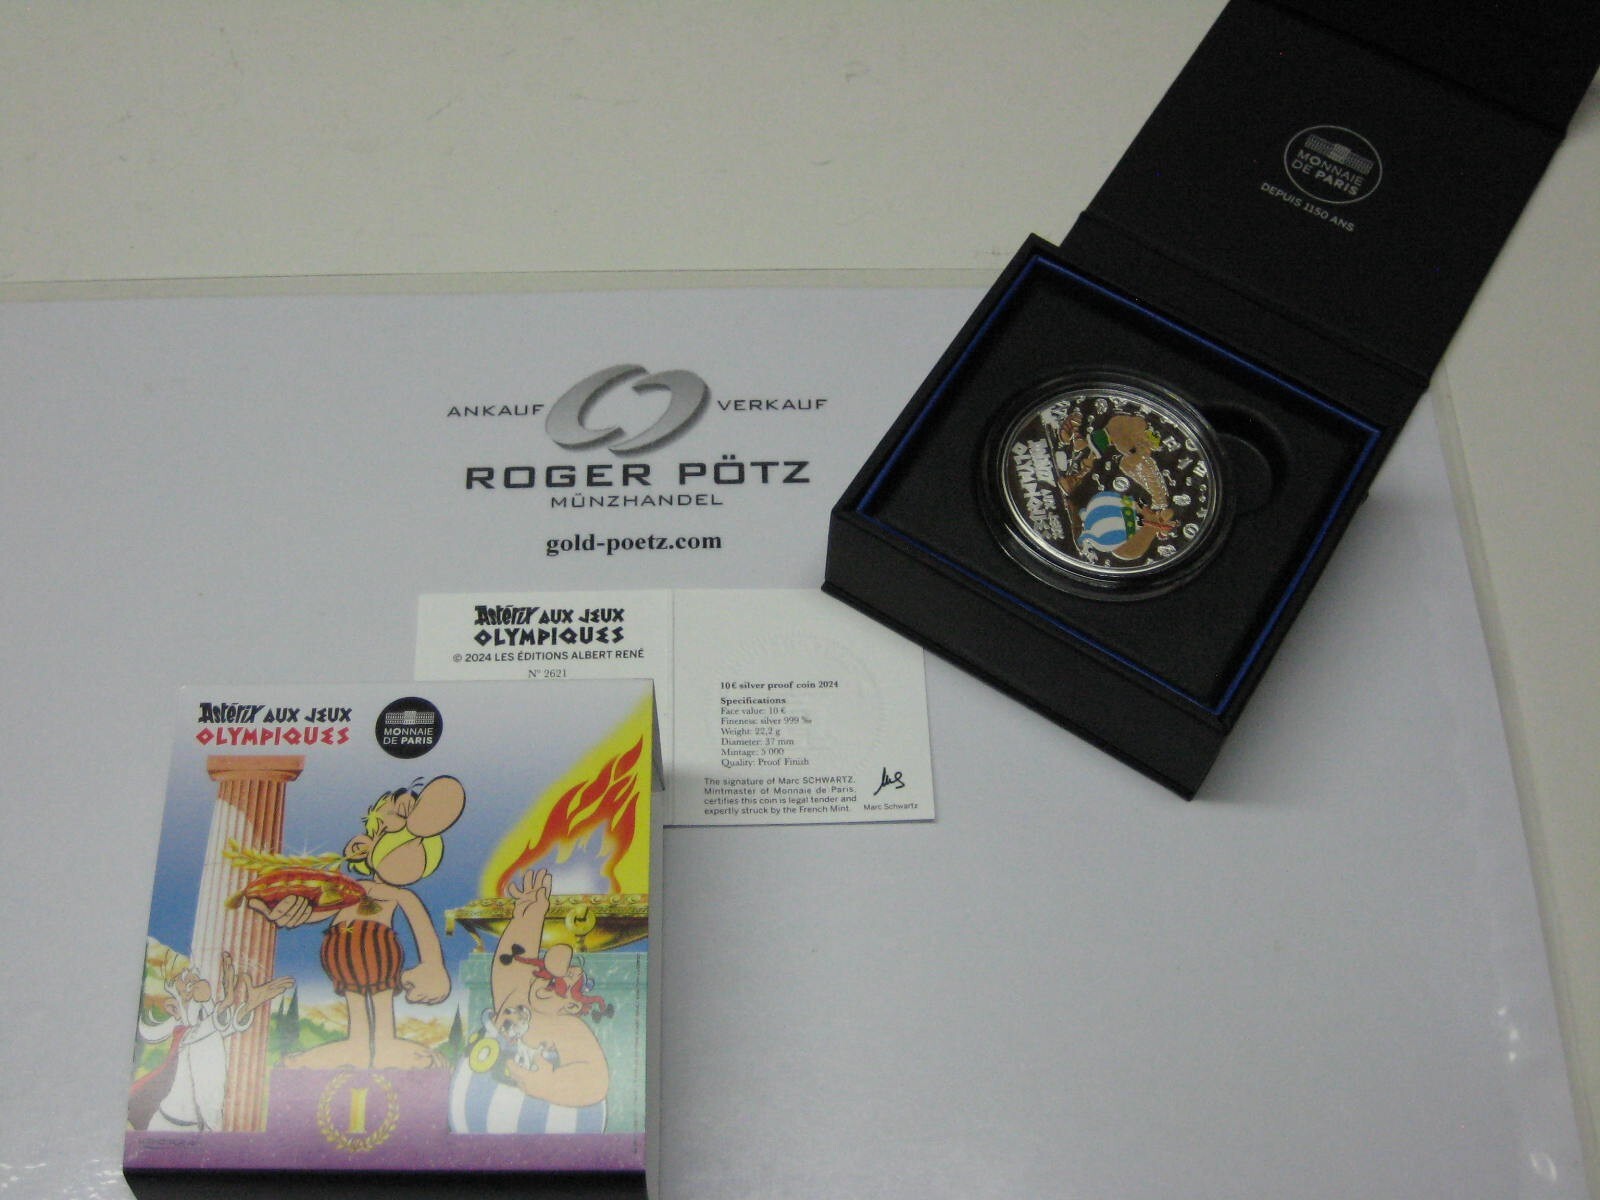 MONNAIE
DE PARIS
DEPUIS 1150 ANS
ANKAUF VERKAUF
ROGER PÖTZ
MÜNZHANDEL
gold-poetz.com
Astérix AUX JEUX
OLYMPIQUES
© 2024 LES ÉDITIONS ALBERT RENÉ
N° 2621
10 € silver proof coin 2024
Specifications
Face value: 10 €
Fineness: silver 999 ‰
Weight: 22,2 g
Diameter: 37 mm
Mintage: 5 000
Quality: Proof Finish
The signature of Marc SCHWARTZ,
Mintmaster of Monnaie de Paris,
certifies this coin is legal tender and
expertly struck by the French Mint.
Marc Schwartz
Astérix AUX JEUX
OLYMPIQUES
MONNAIE
DE PARIS
I